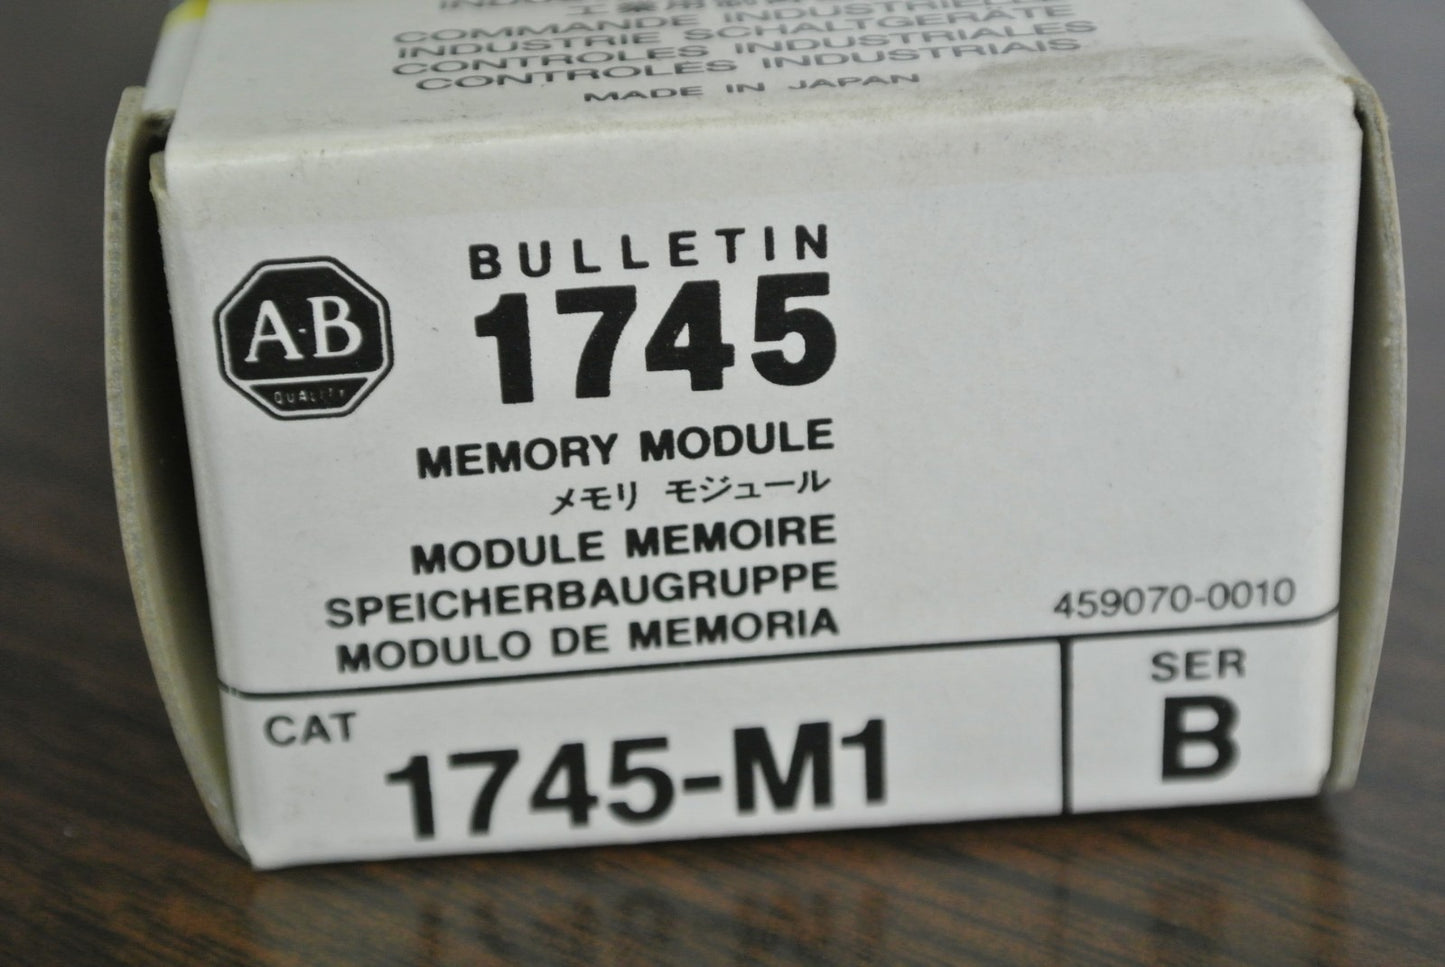 COMMANDE INDUSTRIELLE
INDUSTRIE SCHALTGERÄTE
CONTROLES INDUSTRIALES
CONTROLES INDUSTRIAIS
MADE IN JAPAN
A-B
QUALITY
BULLETIN
1745
MEMORY MODULE
メモリ モジュール
MODULE MEMOIRE
SPEICHERBAUGRUPPE
MODULO DE MEMORIA
459070-0010
CAT
1745-M1
SER
B